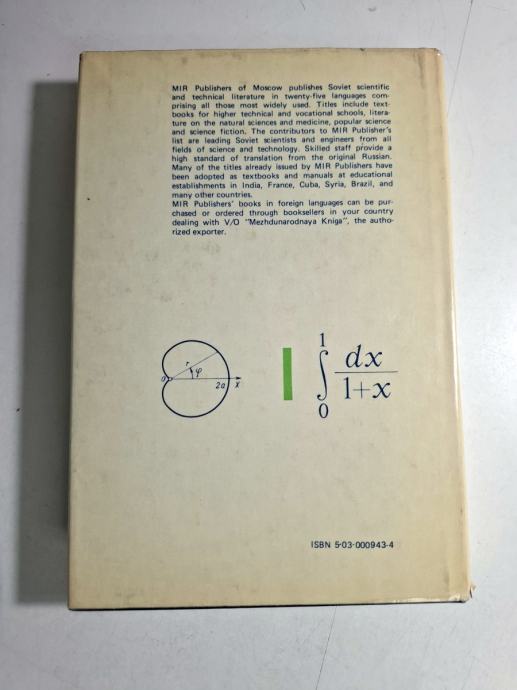 MIR Publishers of Moscow publishes Soviet scientific
and technical literature in twenty-five languages com-
prising all those most widely used. Titles include text-
books for higher technical and vocational schools, litera-
ture on the natural sciences and medicine, popular science
and science fiction. The contributors to MIR Publisher's
list are leading Soviet scientists and engineers from all
fields of science and technology. Skilled staff provide a
high standard of translation from the original Russian.
Many of the titles already issued by MIR Publishers have
been adopted as textbooks and manuals at educational
establishments in India, France, Cuba, Syria, Brazil, and
many other countries.
MIR Publishers' books in foreign languages can be pur-
chased or ordered through booksellers in your country
dealing with V/O "Mezhdunarodnaya Kniga", the autho-
rized exporter.
r
φ
0
2a
x
1
∫
0
dx
1+x
ISBN 5-03-000943-4